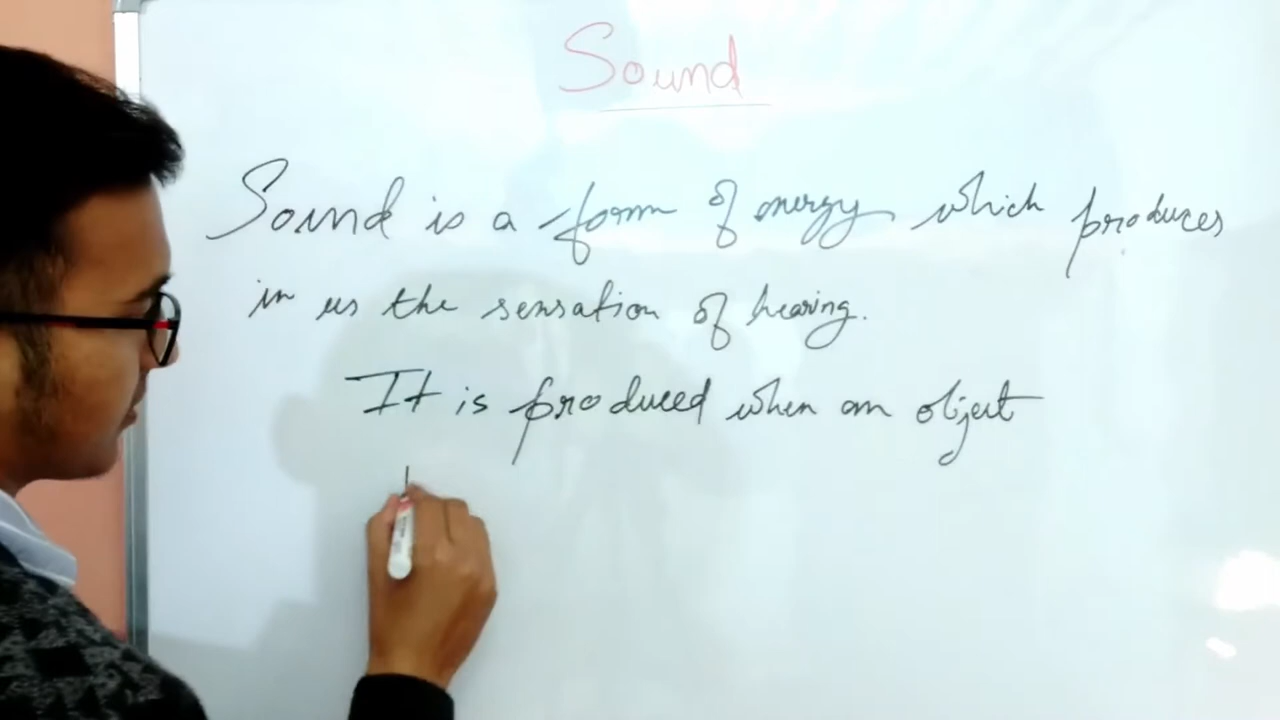 Sound
Sound is a form of energy which produces
in us the sensation of hearing.
It is produced when an object